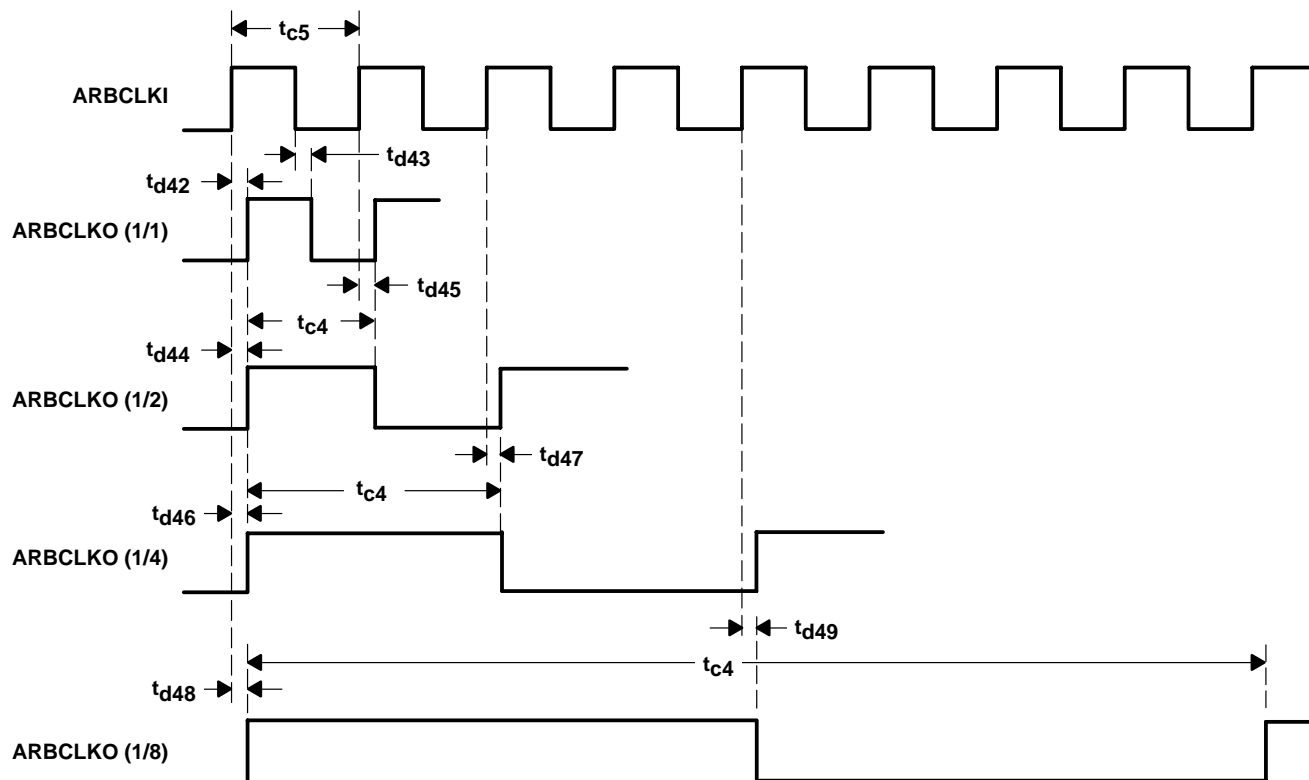 tc5
ARBCLKI
td43
td42
ARBCLKO (1/1)
td45
tc4
td44
ARBCLKO (1/2)
td47
tc4
td46
ARBCLKO (1/4)
td49
tc4
td48
ARBCLKO (1/8)